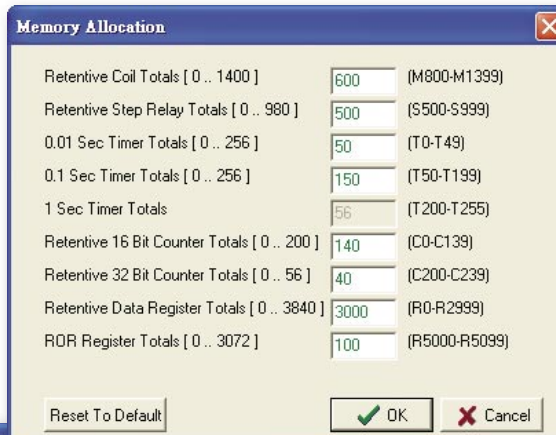 Memory Allocation
Retentive Coil Totals [ 0 .. 1400 ] 600 (M800-M1399)
Retentive Step Relay Totals [ 0 .. 980 ] 500 (S500-S999)
0.01 Sec Timer Totals [ 0 .. 256 ] 50 (T0-T49)
0.1 Sec Timer Totals [ 0 .. 256 ] 150 (T50-T199)
1 Sec Timer Totals 56 (T200-T255)
Retentive 16 Bit Counter Totals [ 0 .. 200 ] 140 (C0-C139)
Retentive 32 Bit Counter Totals [ 0 .. 56 ] 40 (C200-C239)
Retentive Data Register Totals [ 0 .. 3840 ] 3000 (R0-R2999)
ROR Register Totals [ 0 .. 3072 ] 100 (R5000-R5099)
Reset To Default OK Cancel